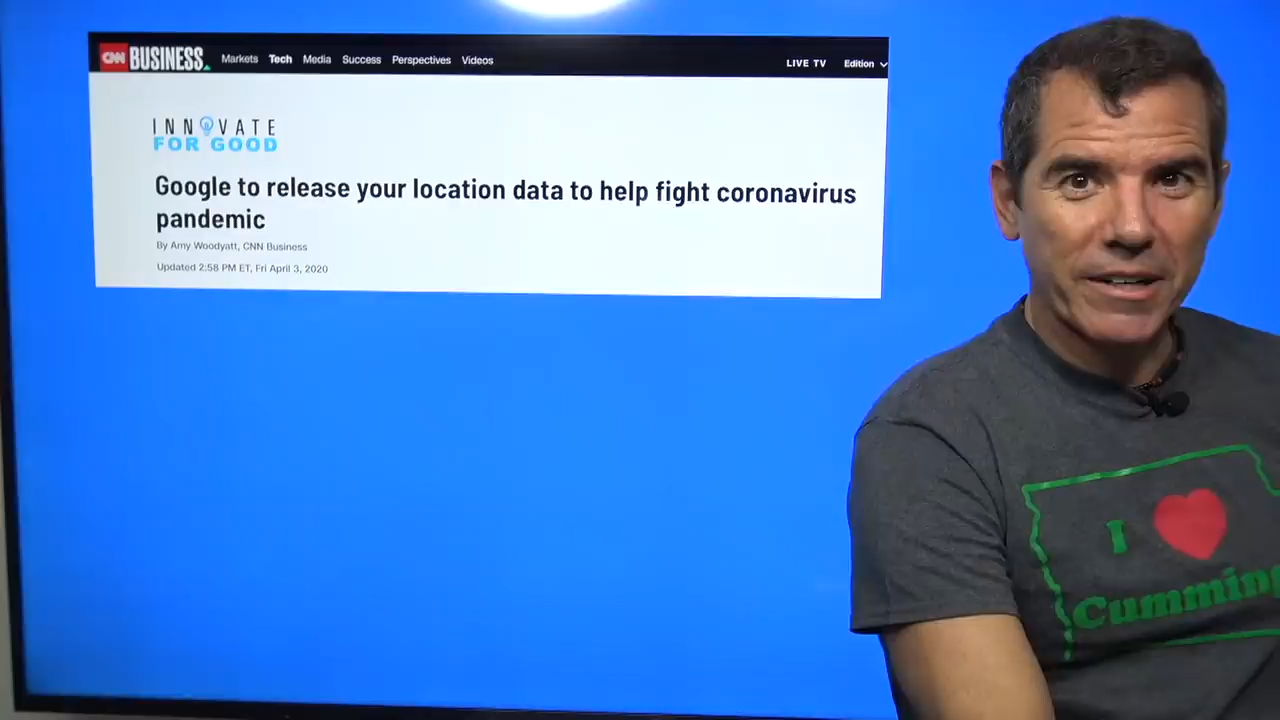 CNN BUSINESS Markets Tech Media Success Perspectives Videos LIVE TV Edition
INNOVATE
FOR GOOD
Google to release your location data to help fight coronavirus
pandemic
By Amy Woodyatt, CNN Business
Updated 2:58 PM ET, Fri April 3, 2020
I
Cumming